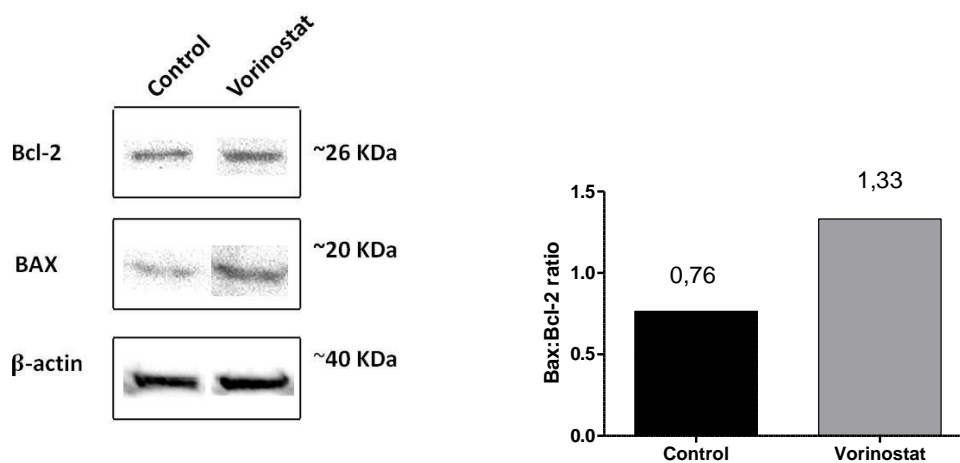 Control
Vorinostat
Bcl-2
~26 KDa
BAX
~20 KDa
β-actin
~40 KDa
Bax:Bcl-2 ratio
1.5
1.0
0.5
0.0
0,76
1,33
Control
Vorinostat